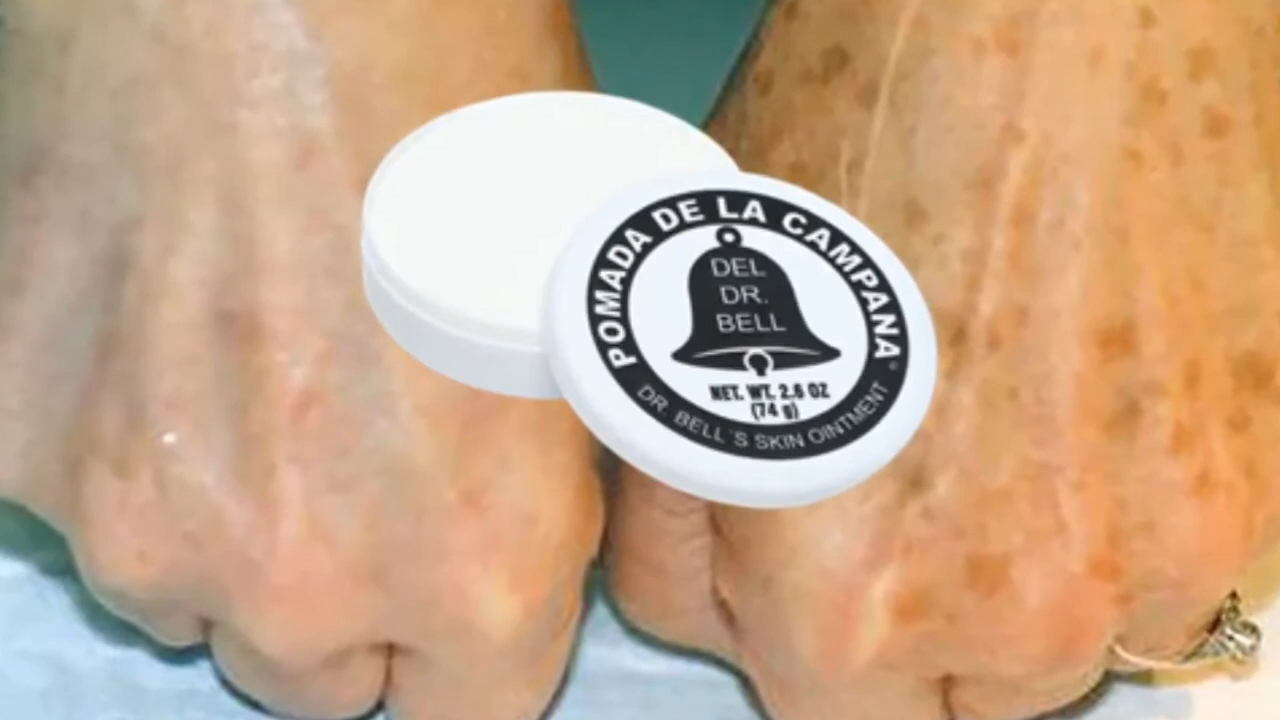 POMADA DE LA CAMPANA®
DEL
DR.
BELL
NET. WT. 2.6 OZ
(74 g)
DR. BELL´S SKIN OINTMENT